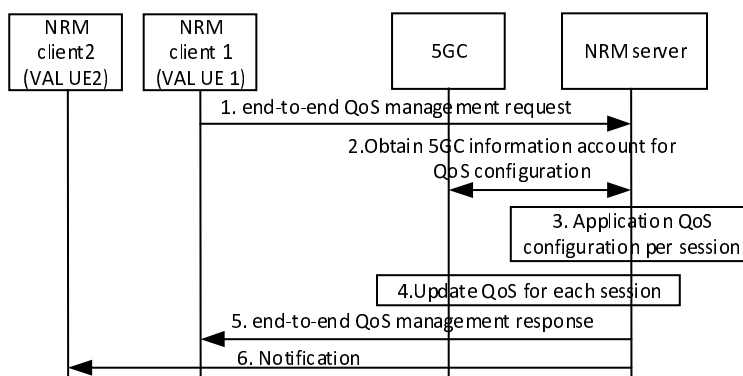 NRM
client2
(VAL UE2)
NRM
client 1
(VAL UE 1)
5GC
NRM server
1. end-to-end QoS management request
2.Obtain 5GC information account for
QoS configuration
3. Application QoS
configuration per session
4.Update QoS for each session
5. end-to-end QoS management response
6. Notification